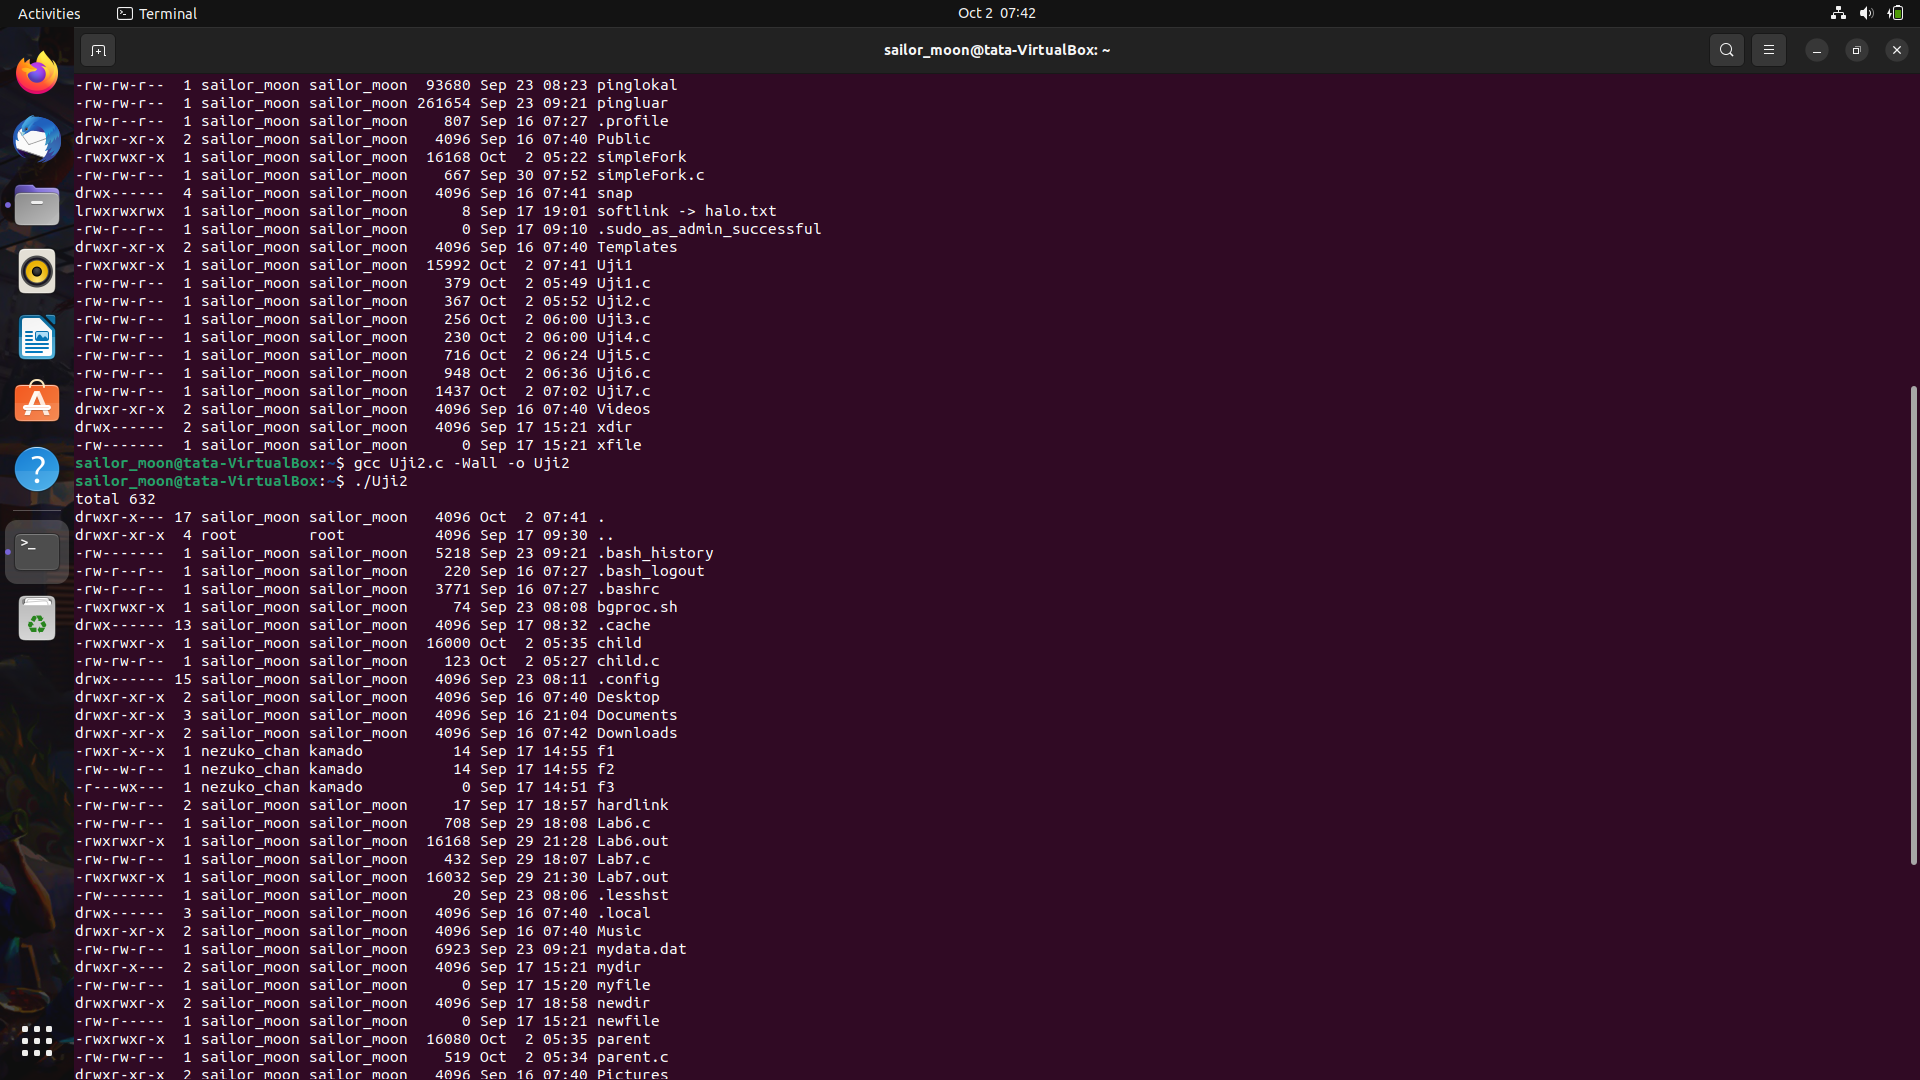 Activities
Terminal
Oct 2 07:42
sailor_moon@tata-VirtualBox: ~
-rw-rw-r--  1 sailor_moon sailor_moon  93680 Sep 23 08:23 pinglokal
-rw-rw-r--  1 sailor_moon sailor_moon 261654 Sep 23 09:21 pingluar
-rw-r--r--  1 sailor_moon sailor_moon    807 Sep 16 07:27 .profile
drwxr-xr-x  2 sailor_moon sailor_moon   4096 Sep 16 07:40 Public
-rwxrwxr-x  1 sailor_moon sailor_moon  16168 Oct  2 05:22 simpleFork
-rw-rw-r--  1 sailor_moon sailor_moon    667 Sep 30 07:52 simpleFork.c
drwx------  4 sailor_moon sailor_moon   4096 Sep 16 07:41 snap
lrwxrwxrwx  1 sailor_moon sailor_moon      8 Sep 17 19:01 softlink -> halo.txt
-rw-r--r--  1 sailor_moon sailor_moon      0 Sep 17 09:10 .sudo_as_admin_successful
drwxr-xr-x  2 sailor_moon sailor_moon   4096 Sep 16 07:40 Templates
-rwxrwxr-x  1 sailor_moon sailor_moon  15992 Oct  2 07:41 Uji1
-rw-rw-r--  1 sailor_moon sailor_moon    379 Oct  2 05:49 Uji1.c
-rw-rw-r--  1 sailor_moon sailor_moon    367 Oct  2 05:52 Uji2.c
-rw-rw-r--  1 sailor_moon sailor_moon    256 Oct  2 06:00 Uji3.c
-rw-rw-r--  1 sailor_moon sailor_moon    230 Oct  2 06:00 Uji4.c
-rw-rw-r--  1 sailor_moon sailor_moon    716 Oct  2 06:24 Uji5.c
-rw-rw-r--  1 sailor_moon sailor_moon    948 Oct  2 06:36 Uji6.c
-rw-rw-r--  1 sailor_moon sailor_moon   1437 Oct  2 07:02 Uji7.c
drwxr-xr-x  2 sailor_moon sailor_moon   4096 Sep 16 07:40 Videos
drwx------  2 sailor_moon sailor_moon   4096 Sep 17 15:21 xdir
-rw-------  1 sailor_moon sailor_moon      0 Sep 17 15:21 xfile
sailor_moon@tata-VirtualBox:~$ gcc Uji2.c -Wall -o Uji2
sailor_moon@tata-VirtualBox:~$ ./Uji2
total 632
drwxr-x--- 17 sailor_moon sailor_moon   4096 Oct  2 07:41 .
drwxr-xr-x  4 root        root          4096 Sep 17 09:30 ..
-rw-------  1 sailor_moon sailor_moon   5218 Sep 23 09:21 .bash_history
-rw-r--r--  1 sailor_moon sailor_moon    220 Sep 16 07:27 .bash_logout
-rw-r--r--  1 sailor_moon sailor_moon   3771 Sep 16 07:27 .bashrc
-rwxrwxr-x  1 sailor_moon sailor_moon     74 Sep 23 08:08 bgproc.sh
drwx------ 13 sailor_moon sailor_moon   4096 Sep 17 08:32 .cache
-rwxrwxr-x  1 sailor_moon sailor_moon  16000 Oct  2 05:35 child
-rw-rw-r--  1 sailor_moon sailor_moon    123 Oct  2 05:27 child.c
drwx------ 15 sailor_moon sailor_moon   4096 Sep 23 08:11 .config
drwxr-xr-x  2 sailor_moon sailor_moon   4096 Sep 16 07:40 Desktop
drwxr-xr-x  3 sailor_moon sailor_moon   4096 Sep 16 21:04 Documents
drwxr-xr-x  2 sailor_moon sailor_moon   4096 Sep 16 07:42 Downloads
-rwxr-x--x  1 nezuko_chan kamado          14 Sep 17 14:55 f1
-rw--w-r--  1 nezuko_chan kamado          14 Sep 17 14:55 f2
-r---wx---  1 nezuko_chan kamado           0 Sep 17 14:51 f3
-rw-rw-r--  2 sailor_moon sailor_moon     17 Sep 17 18:57 hardlink
-rw-rw-r--  1 sailor_moon sailor_moon    708 Sep 29 18:08 Lab6.c
-rwxrwxr-x  1 sailor_moon sailor_moon  16168 Sep 29 21:28 Lab6.out
-rw-rw-r--  1 sailor_moon sailor_moon    432 Sep 29 18:07 Lab7.c
-rwxrwxr-x  1 sailor_moon sailor_moon  16032 Sep 29 21:30 Lab7.out
-rw-------  1 sailor_moon sailor_moon     20 Sep 23 08:06 .lesshst
drwx------  3 sailor_moon sailor_moon   4096 Sep 16 07:40 .local
drwxr-xr-x  2 sailor_moon sailor_moon   4096 Sep 16 07:40 Music
-rw-rw-r--  1 sailor_moon sailor_moon   6923 Sep 23 09:21 mydata.dat
drwxr-x---  2 sailor_moon sailor_moon   4096 Sep 17 15:21 mydir
-rw-rw-r--  1 sailor_moon sailor_moon      0 Sep 17 15:20 myfile
drwxrwxr-x  2 sailor_moon sailor_moon   4096 Sep 17 18:58 newdir
-rw-r-----  1 sailor_moon sailor_moon      0 Sep 17 15:21 newfile
-rwxrwxr-x  1 sailor_moon sailor_moon  16080 Oct  2 05:35 parent
-rw-rw-r--  1 sailor_moon sailor_moon    519 Oct  2 05:34 parent.c
drwxr-xr-x  2 sailor_moon sailor_moon   4096 Sep 16 07:40 Pictures